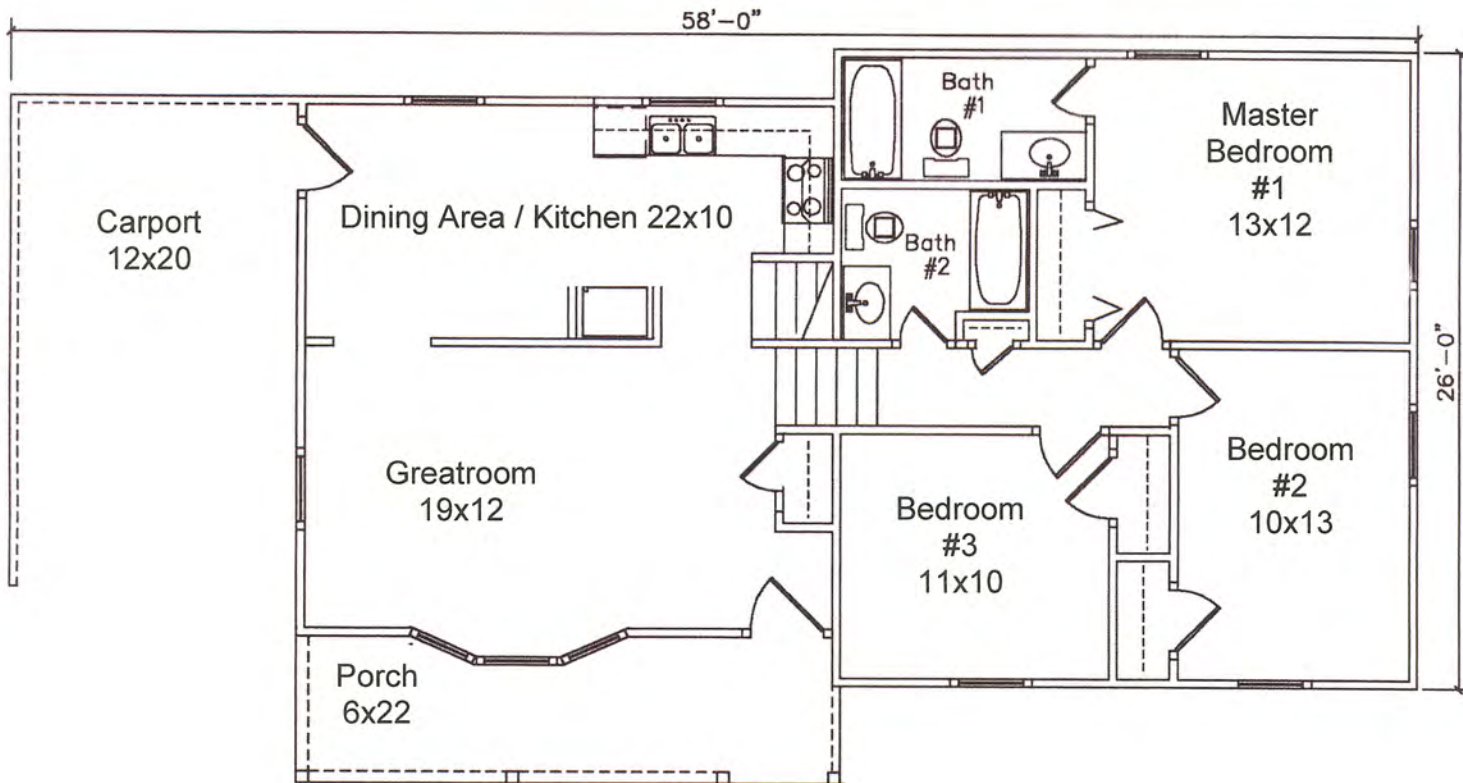 58'-0"
Bath
#1
Master
Bedroom
#1
13x12
Carport
12x20
Dining Area / Kitchen 22x10
Bath
#2
26'-0"
Greatroom
19x12
Bedroom
#3
11x10
Bedroom
#2
10x13
Porch
6x22